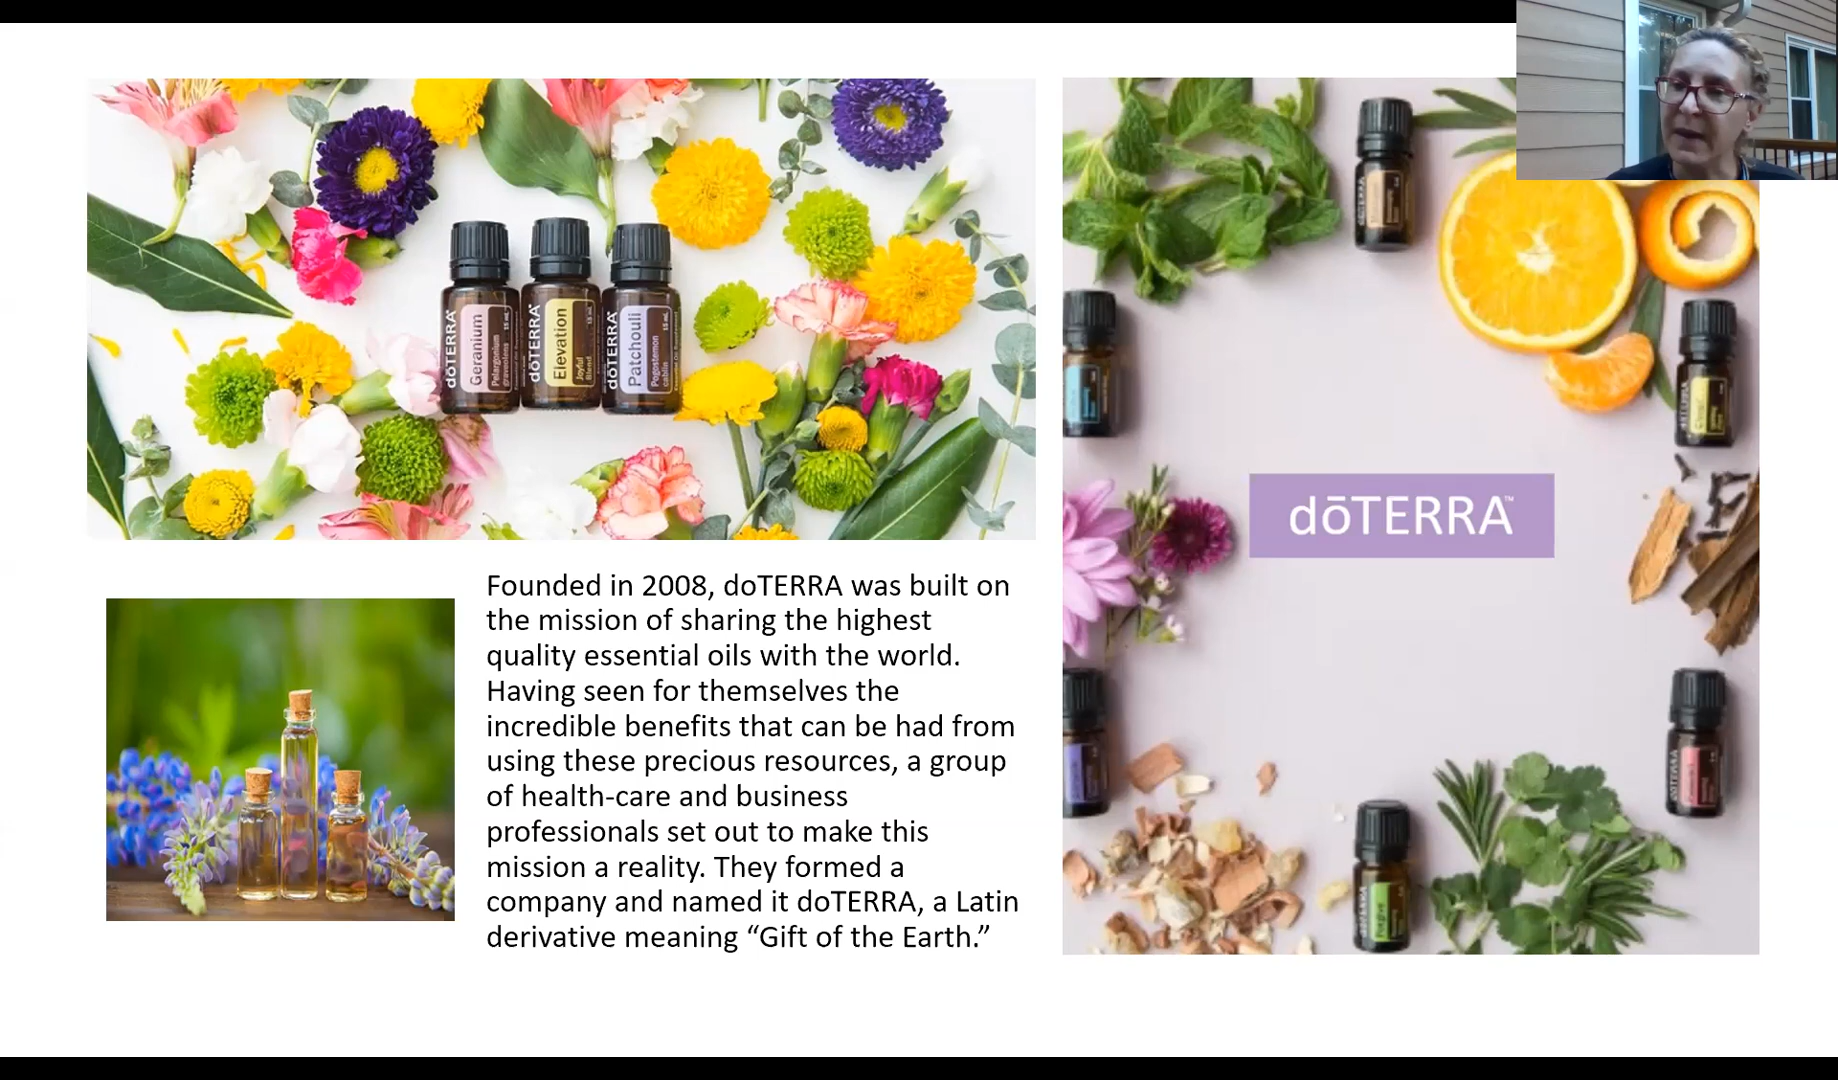 dōTERRA
Geranium
Pelargonium
graveolens
15 mL
dōTERRA
Elevation
Joyful
Blend
15 mL
dōTERRA
Patchouli
Pogostemon
cablin
15 mL
dōTERRA™
Founded in 2008, doTERRA was built on
the mission of sharing the highest
quality essential oils with the world.
Having seen for themselves the
incredible benefits that can be had from
using these precious resources, a group
of health-care and business
professionals set out to make this
mission a reality. They formed a
company and named it doTERRA, a Latin
derivative meaning “Gift of the Earth.”